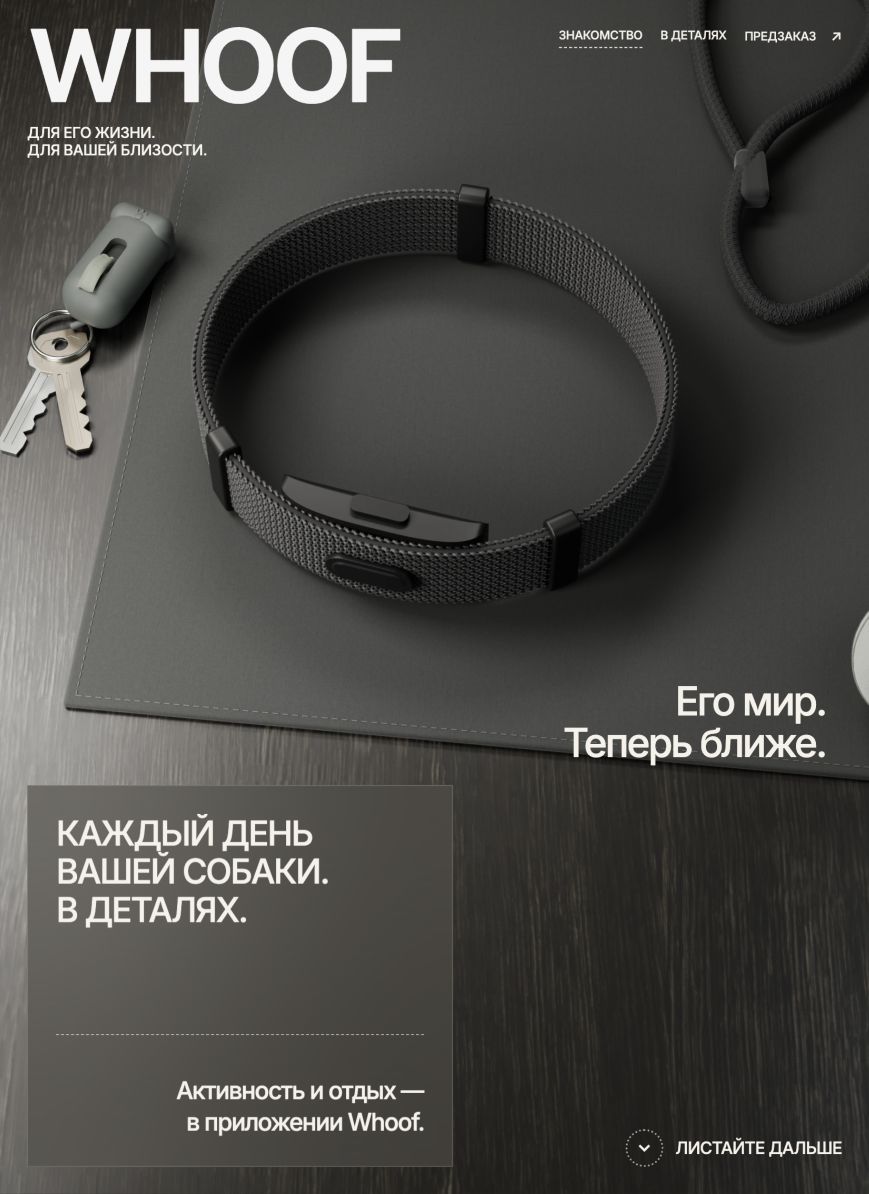 WHOOF
ЗНАКОМСТВО
В ДЕТАЛЯХ
ПРЕДЗАКАЗ
ДЛЯ ЕГО ЖИЗНИ.
ДЛЯ ВАШЕЙ БЛИЗОСТИ.
Его мир.
Теперь ближе.
КАЖДЫЙ ДЕНЬ
ВАШЕЙ СОБАКИ.
В ДЕТАЛЯХ.
Активность и отдых —
в приложении Whoof.
ЛИСТАЙТЕ ДАЛЬШЕ